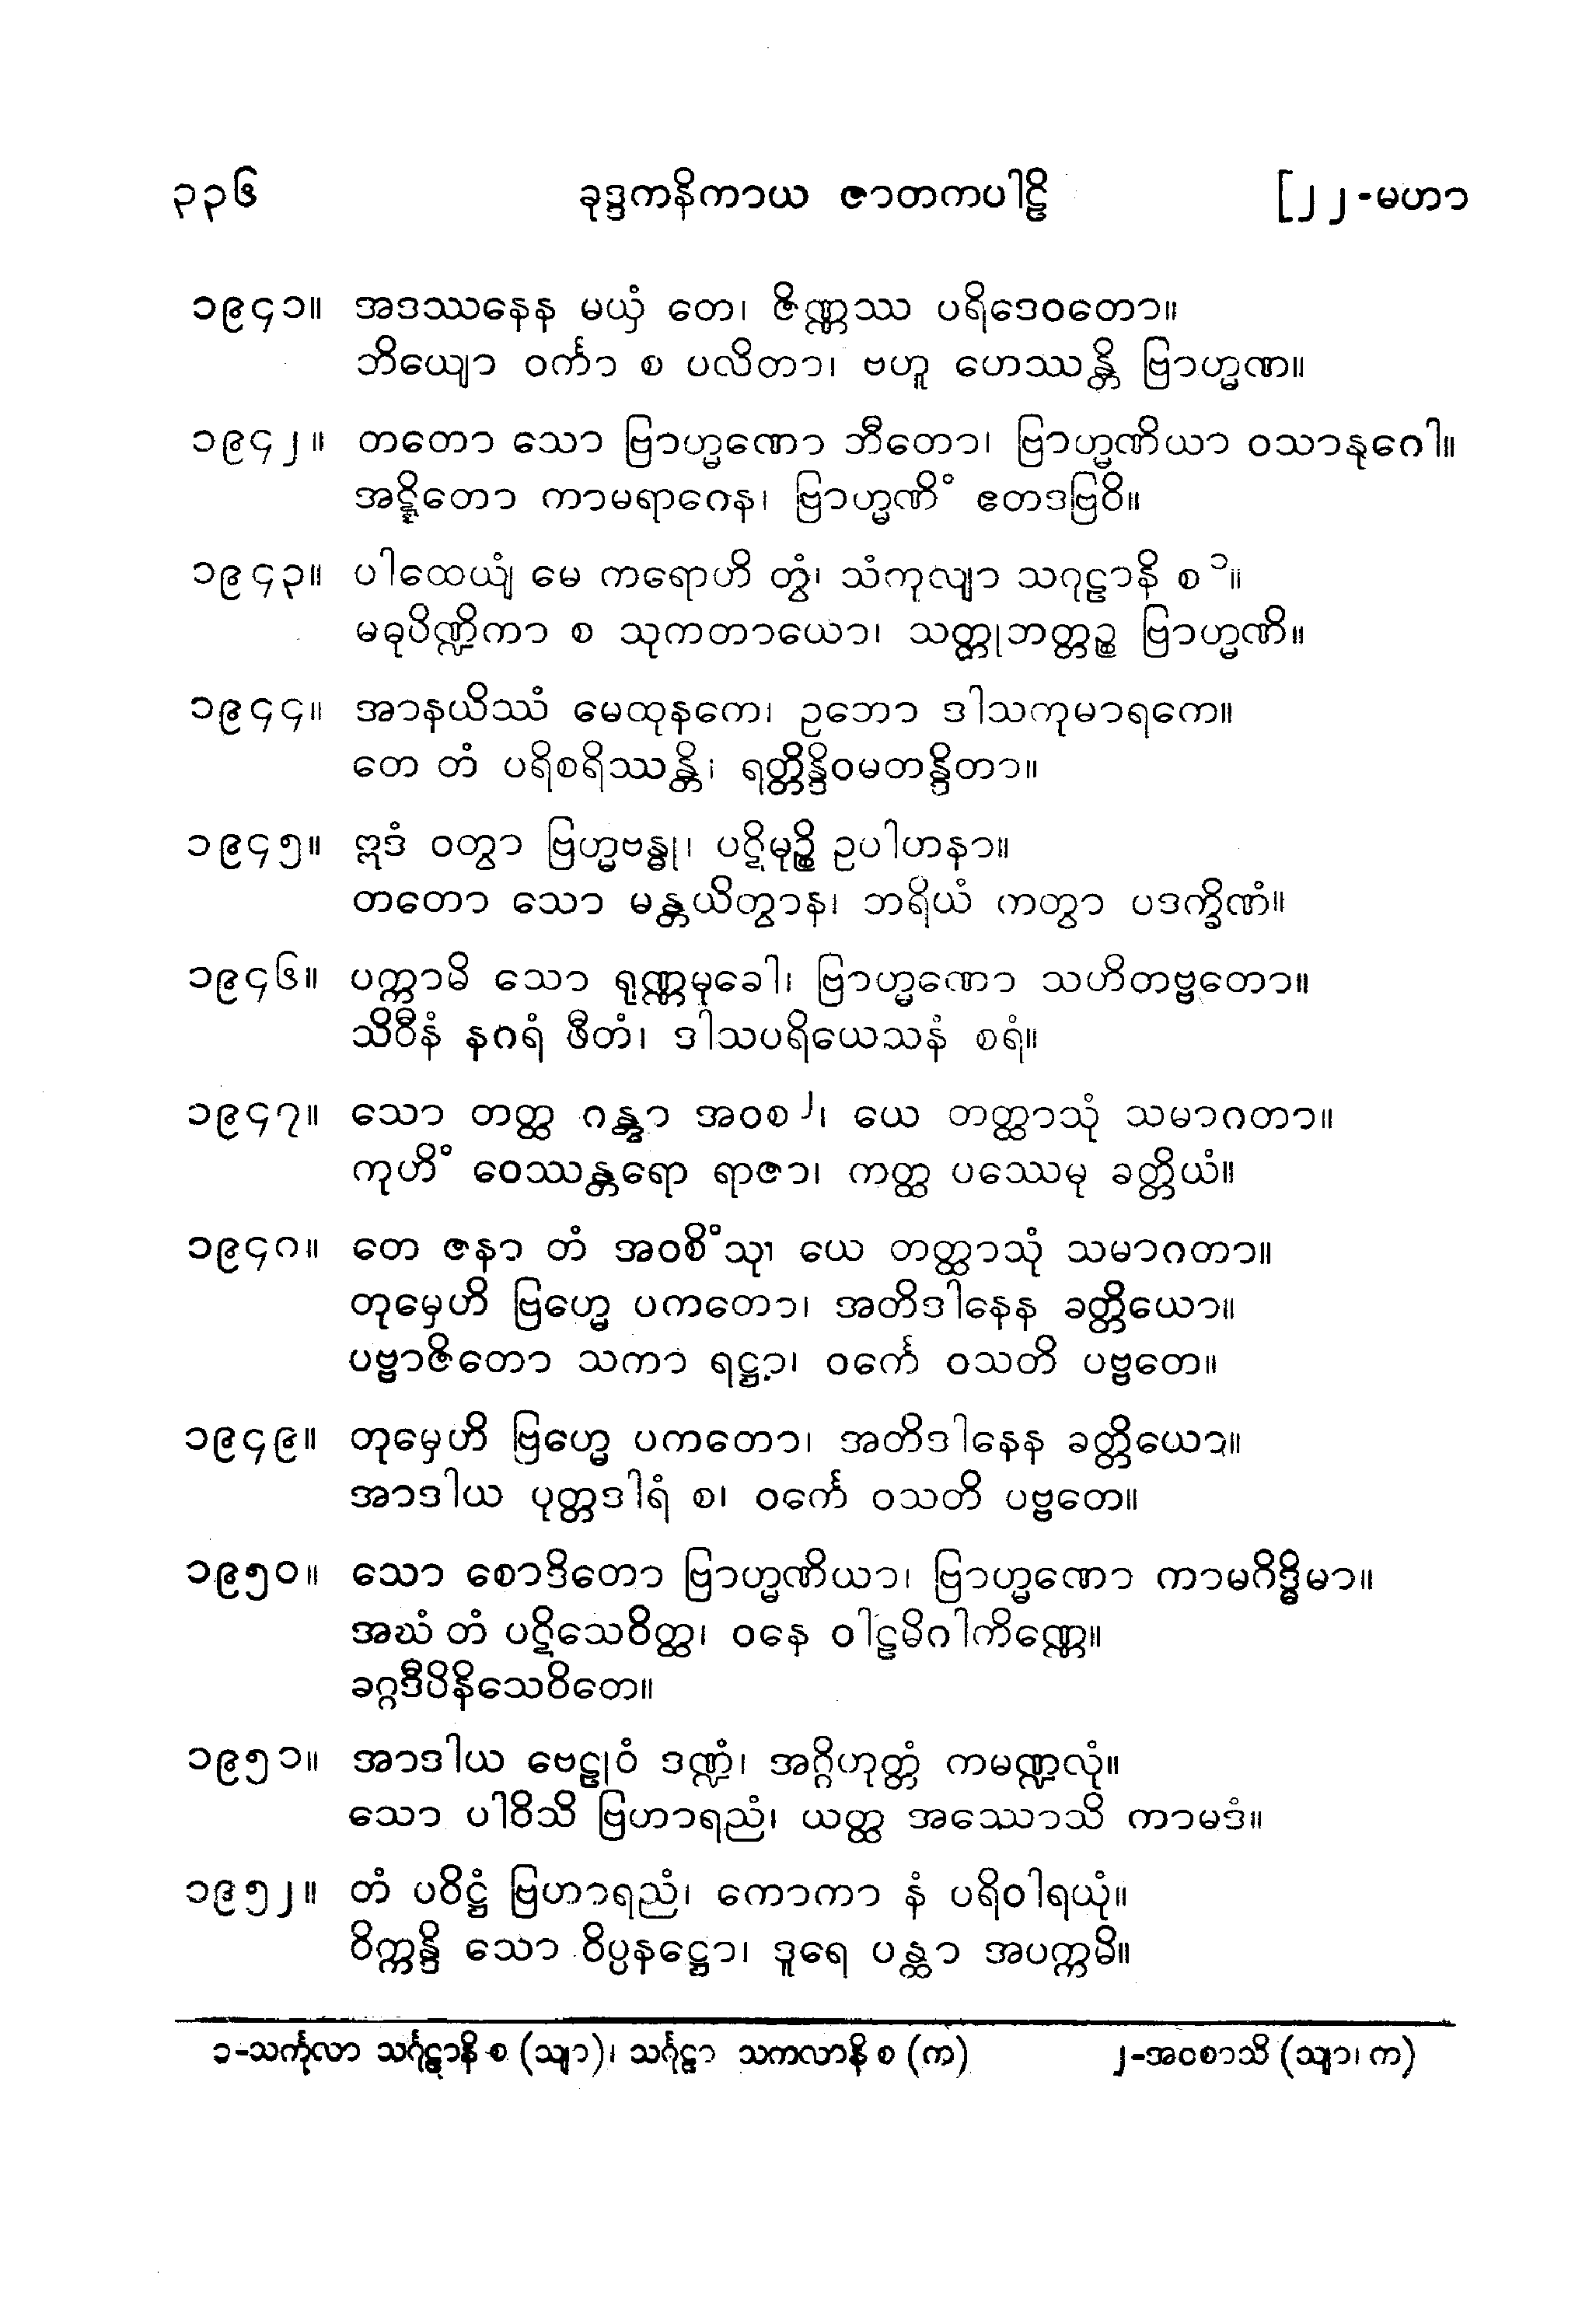 ၃၃၆ ခုဒ္ဒကနိကာယ ဇာတကပါဠိ [၂၂-မဟာ
၁၉၄၁။ အဒဿနေန မယှံ တေ၊ ဇိဏ္ဏဿ ပရိဒေဝတော။
ဘိယျော ဝင်္ကာ စ ပလိတာ၊ ဗဟူ ဟေဿန္တိ ဗြာဟ္မဏ။
၁၉၄၂။ တတော သော ဗြာဟ္မဏော ဘီတော၊ ဗြာဟ္မဏိယာ ဝသာနုဂေါ။
အဋ္ဋိတော ကာမရာဂေန၊ ဗြာဟ္မဏိံ ဧတဒဗြဝိ။
၁၉၄၃။ ပါထေယျံ မေ ကရောဟိ တွံ၊ သံကုလျာ သဂုဠာနိ စ ၁။
မဓုပိဏ္ဍိကာ စ သုကတာယော၊ သတ္တုဘတ္တဉ္စ ဗြာဟ္မဏိ။
၁၉၄၄။ အာနယိဿံ မေထုနကေ၊ ဥဘော ဒါသကုမာရကေ။
တေ တံ ပရိစရိဿန္တိ၊ ရတ္တိန္ဒိဝမတန္ဒိတာ။
၁၉၄၅။ ဣဒံ ဝတွာ ဗြဟ္မဗန္ဓု၊ ပဋိမုဉ္စိ ဥပါဟနာ။
တတော သော မန္တယိတွာန၊ ဘရိယံ ကတွာ ပဒက္ခိဏံ။
၁၉၄၆။ ပက္ကာမိ သော ရုဏ္ဏမုခေါ၊ ဗြာဟ္မဏော သဟိတဗ္ဗတော။
သိဝီနံ နဂရံ ဖီတံ၊ ဒါသပရိယေသနံ စရံ။
၁၉၄၇။ သော တတ္ထ ဂန္တွာ အဝစ ၂၊ ယေ တတ္ထာသုံ သမာဂတာ။
ကုဟိံ ဝေဿန္တရော ရာဇာ၊ ကတ္ထ ပဿေမု ခတ္တိယံ။
၁၉၄၈။ တေ ဇနာ တံ အဝစိံသု၊ ယေ တတ္ထာသုံ သမာဂတာ။
တုမှေဟိ ဗြဟ္မေ ပကတော၊ အတိဒါနေန ခတ္တိယော။
ပဗ္ဗာဇိတော သကာ ရဋ္ဌာ၊ ဝင်္ကေ ဝသတိ ပဗ္ဗတေ။
၁၉၄၉။ တုမှေဟိ ဗြဟ္မေ ပကတော၊ အတိဒါနေန ခတ္တိယော။
အာဒါယ ပုတ္တဒါရံ စ၊ ဝင်္ကေ ဝသတိ ပဗ္ဗတေ။
၁၉၅၀။ သော စောဒိတော ဗြာဟ္မဏိယာ၊ ဗြာဟ္မဏော ကာမဂိဒ္ဓိမာ။
အဃံ တံ ပဋိသေဝိတ္ထ၊ ဝနေ ဝါဠမိဂါကိဏ္ဏေ။
ခဂ္ဂဒီပိနိသေဝိတေ။
၁၉၅၁။ အာဒါယ ဗေဠုဝံ ဒဏ္ဍံ၊ အဂ္ဂိဟုတ္တံ ကမဏ္ဍလုံ။
သော ပါဝိသိ ဗြဟာရညံ၊ ယတ္ထ အဿောသိ ကာမဒံ။
၁၉၅၂။ တံ ပဝိဋ္ဌံ ဗြဟာရညံ၊ ကောကာ နံ ပရိဝါရယုံ။
ဝိက္ကန္ဒိ သော ဝိပ္ပနဋ္ဌော၊ ဒူရေ ပန္ထာ အပက္ကမိ။
၁-သင်္ကုလာ သင်္ဂုဠာနိ စ (သျာ)၊ သင်္ဂုဠာ သကလာနိ စ (က) ၂-အဝစာသိ (သျာ၊ က)